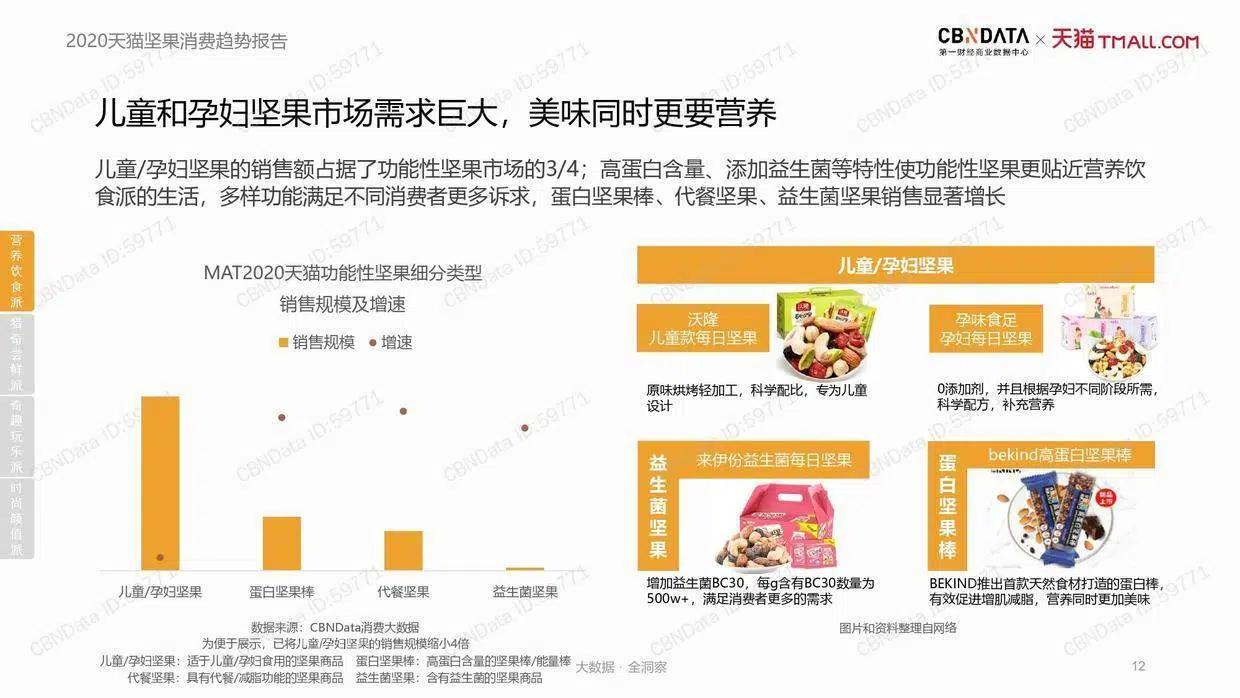 2020天猫坚果消费趋势报告
CBNDATA
第一财经商业数据中心
×
天猫 TMALL.COM
儿童和孕妇坚果市场需求巨大，美味同时更要营养
儿童/孕妇坚果的销售额占据了功能性坚果市场的3/4；高蛋白含量、添加益生菌等特性使功能性坚果更贴近营养饮
食派的生活，多样功能满足不同消费者更多诉求，蛋白坚果棒、代餐坚果、益生菌坚果销售显著增长
营养饮食派
猎奇尝鲜派
奇趣玩乐派
时尚颜值派
MAT2020天猫功能性坚果细分类型
销售规模及增速
销售规模 增速
儿童/孕妇坚果 蛋白坚果棒 代餐坚果 益生菌坚果
数据来源：CBNData消费大数据
为便于展示，已将儿童/孕妇坚果的销售规模缩小4倍
儿童/孕妇坚果：适于儿童/孕妇食用的坚果商品 蛋白坚果棒：高蛋白含量的坚果棒/能量棒
代餐坚果：具有代餐/减脂功能的坚果商品 益生菌坚果：含有益生菌的坚果商品
儿童/孕妇坚果
沃隆
儿童款每日坚果
原味烘烤轻加工，科学配比，专为儿童
设计
孕味食足
孕妇每日坚果
0添加剂，并且根据孕妇不同阶段所需，
科学配方，补充营养
益生菌坚果
来伊份益生菌每日坚果
增加益生菌BC30，每g含有BC30数量为
500w+，满足消费者更多的需求
蛋白坚果棒
bekind高蛋白坚果棒
新品
上市
BEKIND推出首款天然食材打造的蛋白棒，
有效促进增肌减脂，营养同时更加美味
图片和资料整理自网络
大数据 · 全洞察
12
CBNData ID:59771